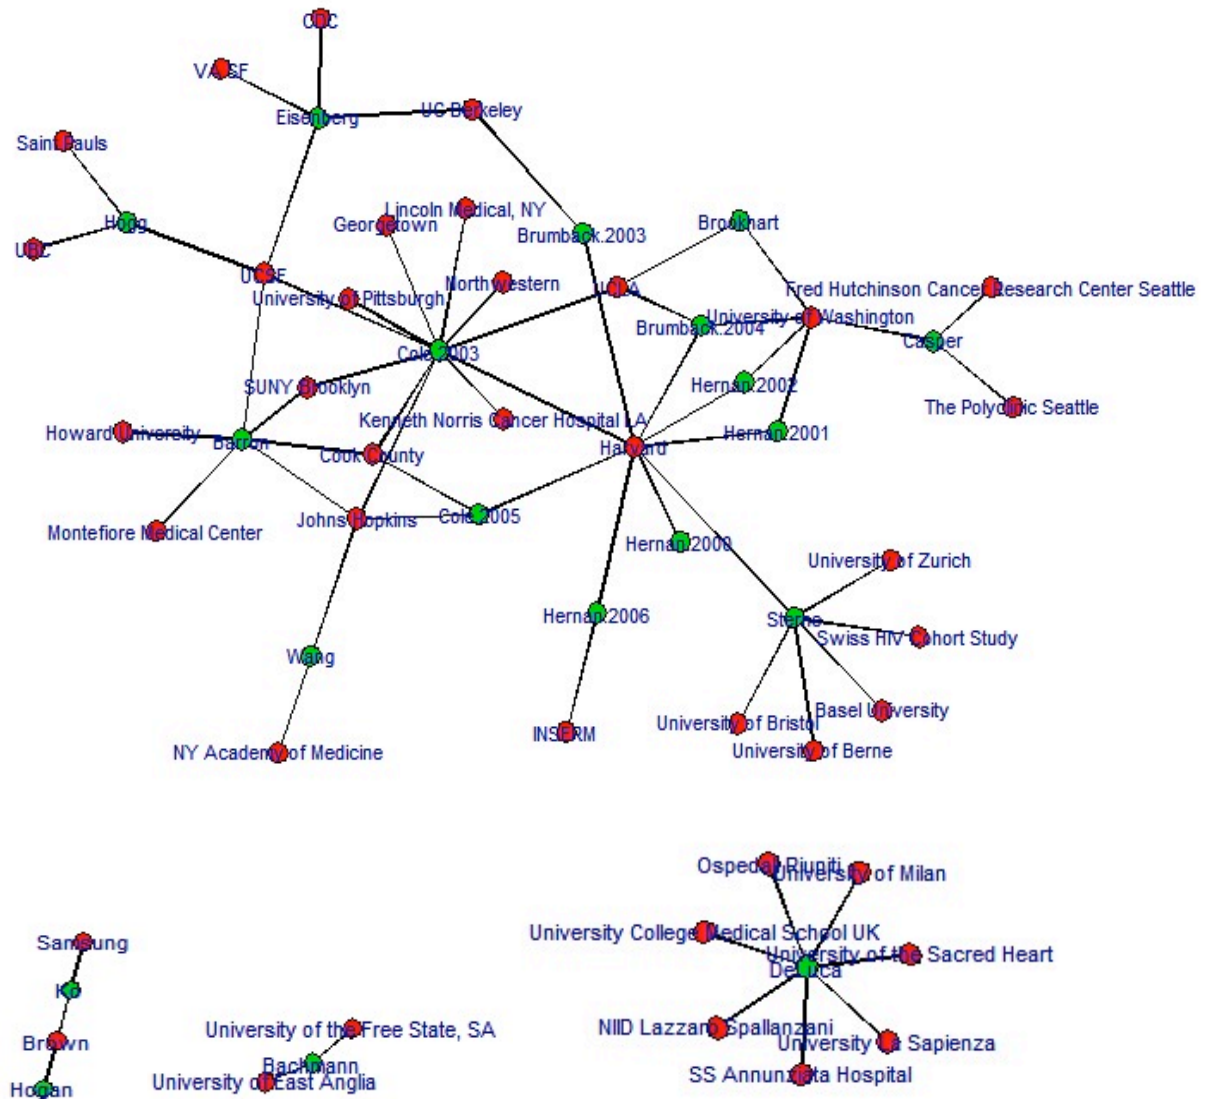 CDC
VA SF
Eisenberg
UC Berkeley
Saint Pauls
Lincoln Medical, NY
Georgetown
Hogg
Brookhart
Brumback.2003
UBC
UCSF
Northwestern
UCLA
Fred Hutchinson Cancer Research Center Seattle
University of Pittsburgh
University of Washington
Brumback.2004
Casper
Cole.2003
SUNY Brooklyn
Hernan.2002
The Polyclinic Seattle
Kenneth Norris Cancer Hospital LA
Howard University
Hernan.2001
Barron
Harvard
Cook County
Cole.2005
Johns Hopkins
Montefiore Medical Center
Hernan.2000
University of Zurich
Hernan.2006
Sterne
Swiss HIV Cohort Study
Wang
Basel University
University of Bristol
INSERM
NY Academy of Medicine
University of Berne
Ospedal Riuniti
University of Milan
University College Medical School UK
Samsung
University of the Sacred Heart
De Luca
Ko
NIID Lazzaro Spallanzani
University of the Free State, SA
Brown
University La Sapienza
Bachmann
SS Annunziata Hospital
University of East Anglia
Hogan